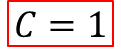 C = 1